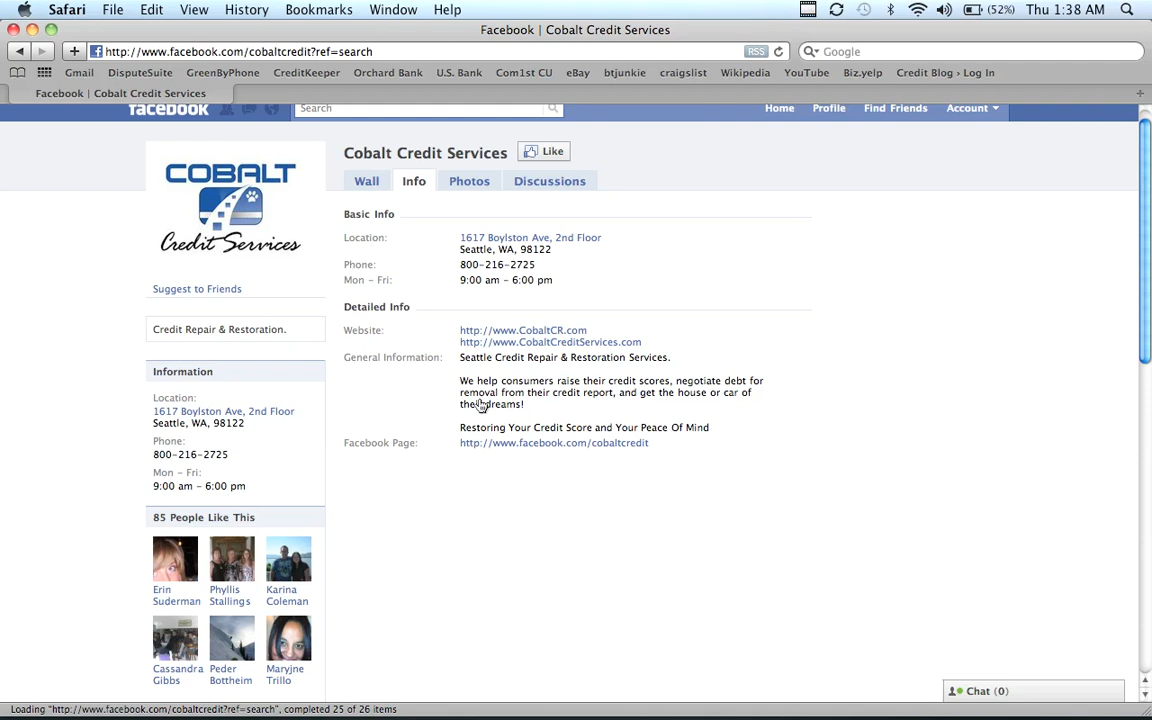 Safari File Edit View History Bookmarks Window Help (52%) Thu 1:38 AM
Facebook | Cobalt Credit Services
http://www.facebook.com/cobaltcredit?ref=search RSS Google
Gmail DisputeSuite GreenByPhone CreditKeeper Orchard Bank U.S. Bank Com1st CU eBay btjunkie craigslist Wikipedia YouTube Biz.yelp Credit Blog › Log In
Facebook | Cobalt Credit Services
facebook Search Home Profile Find Friends Account
COBALT
Credit Services
Suggest to Friends
Credit Repair & Restoration.
Information
Location:
1617 Boylston Ave, 2nd Floor
Seattle, WA, 98122
Phone:
800-216-2725
Mon - Fri:
9:00 am - 6:00 pm
85 People Like This
Erin Suderman
Phyllis Stallings
Karina Coleman
Cassandra Gibbs
Peder Bottheim
Maryjne Trillo
Cobalt Credit Services Like
Wall Info Photos Discussions
Basic Info
Location: 1617 Boylston Ave, 2nd Floor
Seattle, WA, 98122
Phone: 800-216-2725
Mon - Fri: 9:00 am - 6:00 pm
Detailed Info
Website: http://www.CobaltCR.com
http://www.CobaltCreditServices.com
General Information: Seattle Credit Repair & Restoration Services.
We help consumers raise their credit scores, negotiate debt for
removal from their credit report, and get the house or car of
dreams!
Restoring Your Credit Score and Your Peace Of Mind
Facebook Page: http://www.facebook.com/cobaltcredit
Chat (0)
Loading "http://www.facebook.com/cobaltcredit?ref=search", completed 25 of 26 items